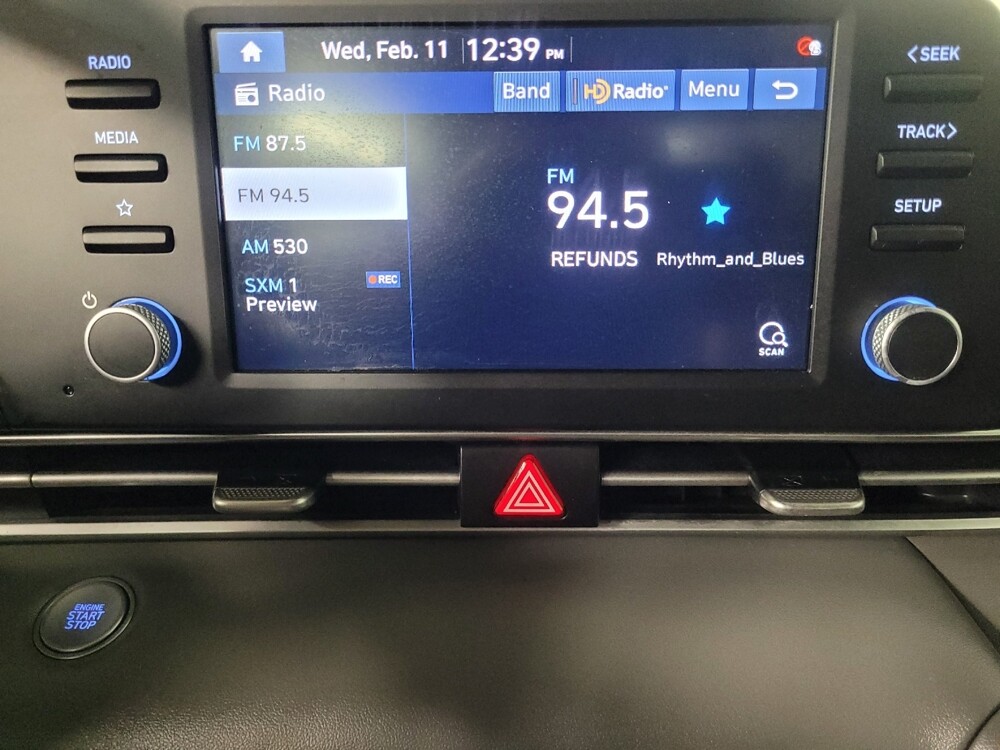 RADIO
MEDIA
Wed, Feb. 11 12:39 PM
Radio
Band
HD Radio
Menu
FM 87.5
FM 94.5
AM 530
SXM 1
REC
Preview
FM
94.5
REFUNDS Rhythm_and_Blues
SCAN
<SEEK
TRACK>
SETUP
ENGINE
START
STOP